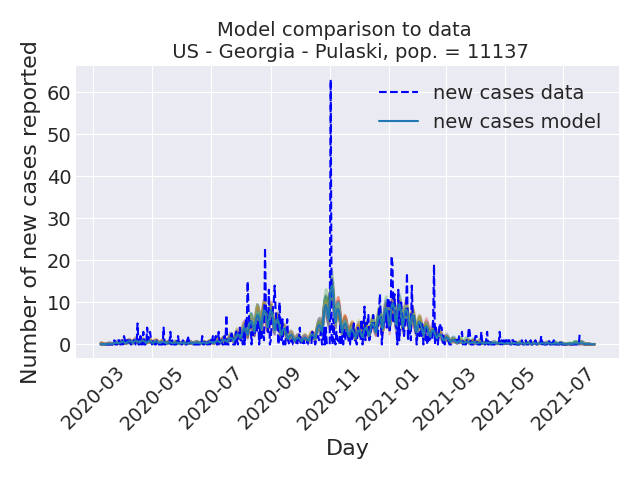 Model comparison to data
US - Georgia - Pulaski, pop. = 11137
Number of new cases reported
60
50
40
30
20
10
0
new cases data
new cases model
2020-03
2020-05
2020-07
2020-09
2020-11
2021-01
2021-03
2021-05
2021-07
Day